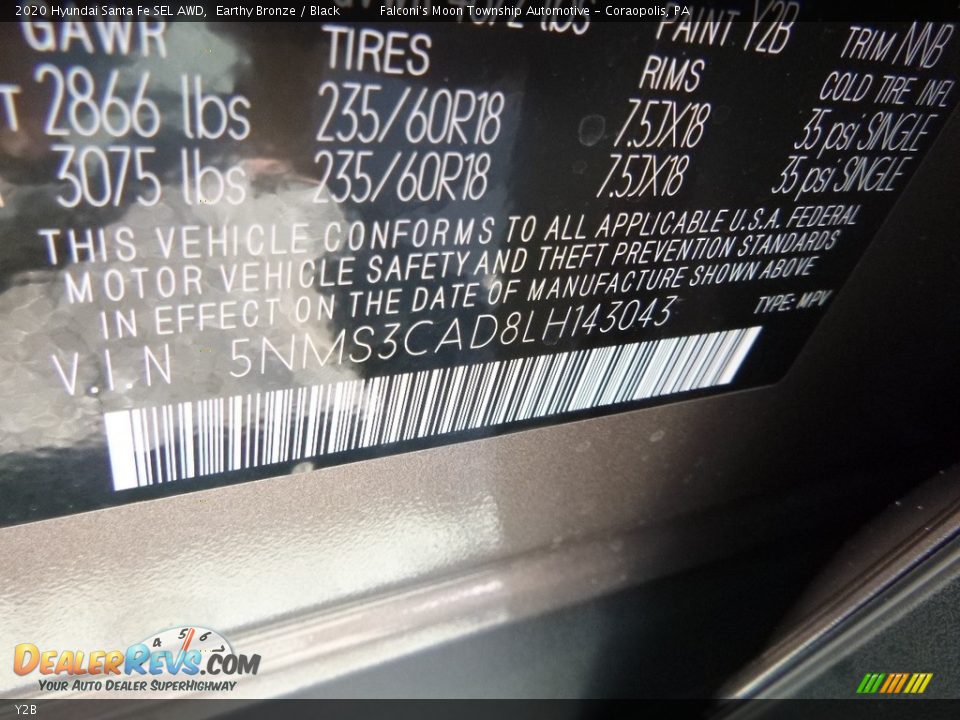 2020 Hyundai Santa Fe SEL AWD, Earthy Bronze / Black Falconi's Moon Township Automotive - Coraopolis, PA
GAWR TIRES PAINT Y2B TRIM NNB
RIMS COLD TIRE INFL
T 2866 lbs 235/60R18 7.5JX18 35 psi SINGLE
3075 lbs 235/60R18 7.5JX18 35 psi SINGLE
THIS VEHICLE CONFORMS TO ALL APPLICABLE U.S.A. FEDERAL
MOTOR VEHICLE SAFETY AND THEFT PREVENTION STANDARDS
IN EFFECT ON THE DATE OF MANUFACTURE SHOWN ABOVE
V.I.N 5NMS3CAD8LH143043 TYPE: MPV
4 5 6
DEALERREVS.COM
YOUR AUTO DEALER SUPERHIGHWAY
Y2B